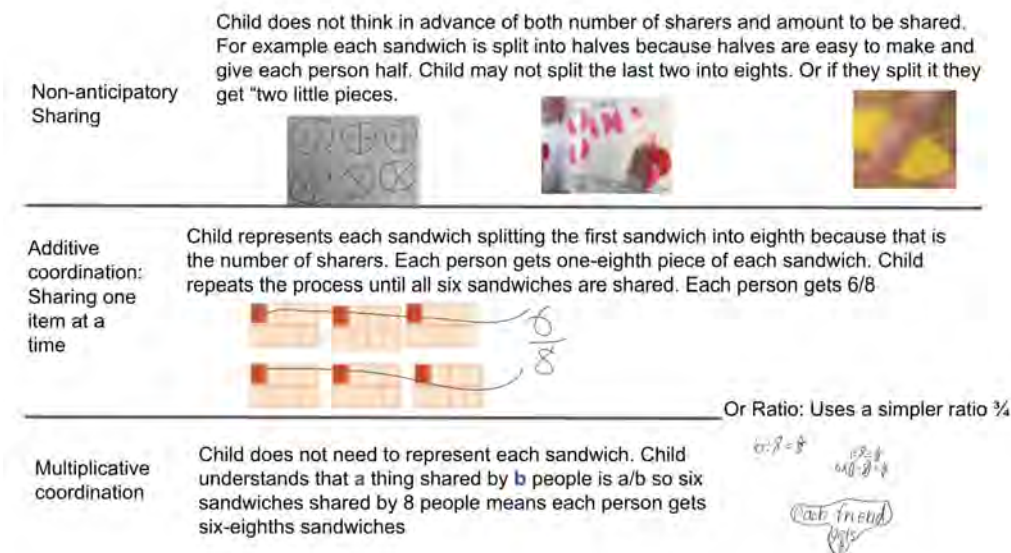 Child does not think in advance of both number of sharers and amount to be shared.
For example each sandwich is split into halves because halves are easy to make and
give each person half. Child may not split the last two into eights. Or if they split it they
get “two little pieces.
Non-anticipatory
Sharing
Additive
coordination:
Sharing one
item at a
time
Child represents each sandwich splitting the first sandwich into eighth because that is
the number of sharers. Each person gets one-eighth piece of each sandwich. Child
repeats the process until all six sandwiches are shared. Each person gets 6/8
6
8
Or Ratio: Uses a simpler ratio ¾
Multiplicative
coordination
Child does not need to represent each sandwich. Child
understands that a thing shared by b people is a/b so six
sandwiches shared by 8 people means each person gets
six-eighths sandwiches
Each friend